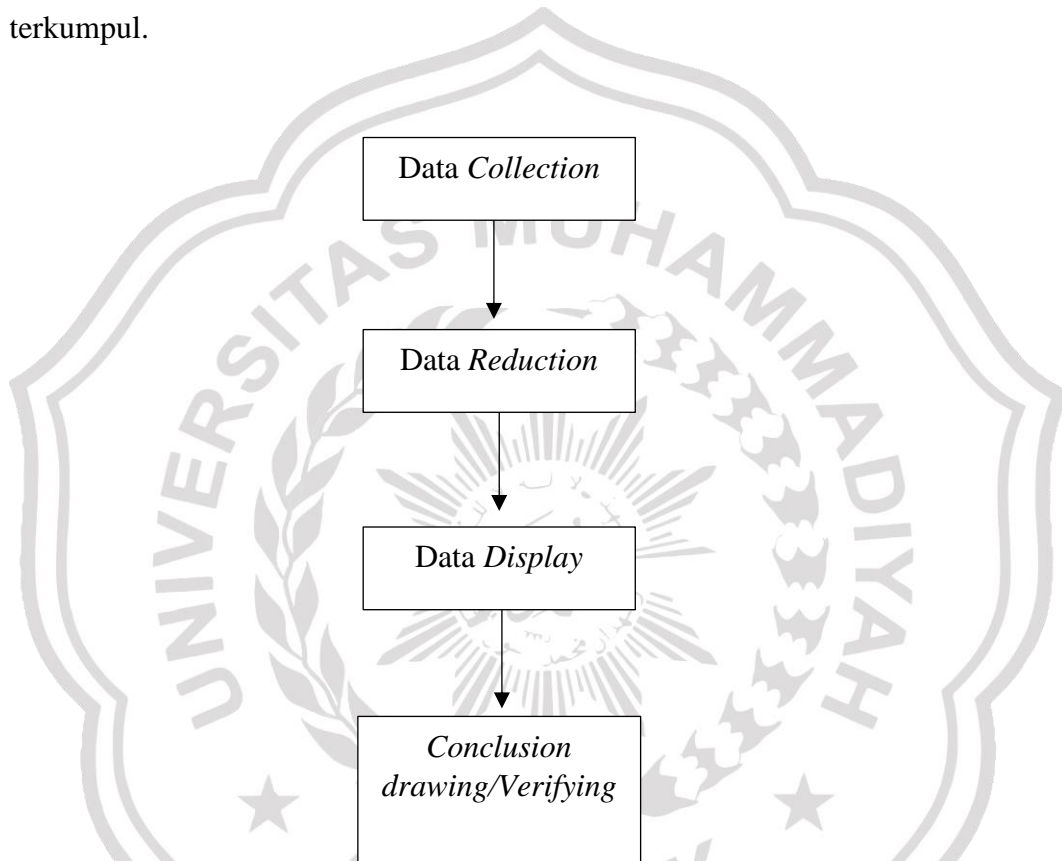 terkumpul.
Data Collection
Data Reduction
Data Display
Conclusion
drawing/Verifying
UNIVERSITAS MUHAMMADIYAH